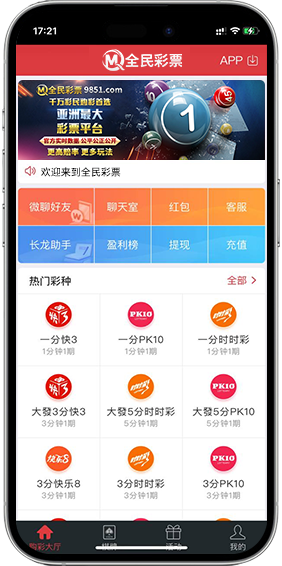 17:21
全民彩票
APP
全民彩票 9851.com
千万彩民购彩首选
亚洲最大
彩票平台
官方实时数据 公平公正公开
更高赔率 更多玩法
欢迎来到全民彩票
微聊好友 聊天室 红包 客服
长龙助手 盈利榜 提现 充值
热门彩种 全部
一分快3 一分PK10 一分时时彩
1分钟1期 1分钟1期 1分钟1期
大發3分快3 大發5分时时彩 大發5分PK10
3分钟1期 5分钟1期 5分钟1期
3分快乐8 3分时时彩 3分PK10
3分钟1期 3分钟1期 3分钟1期
购彩大厅 棋牌 活动 我的